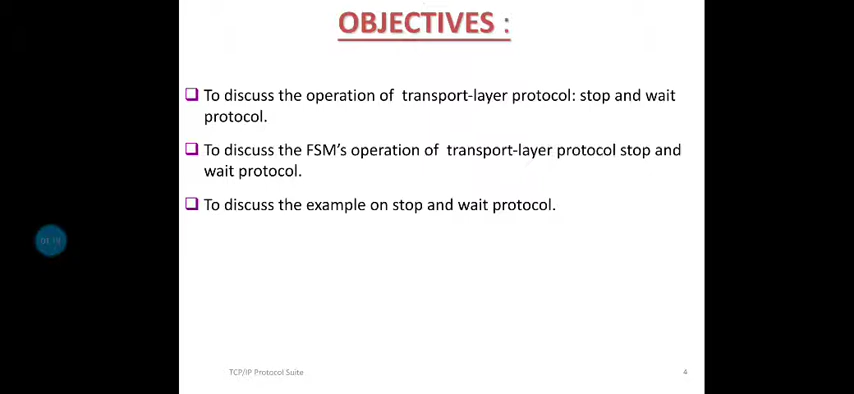 OBJECTIVES :
To discuss the operation of transport-layer protocol: stop and wait
protocol.
To discuss the FSM's operation of transport-layer protocol stop and
wait protocol.
To discuss the example on stop and wait protocol.
TCP/IP Protocol Suite
4